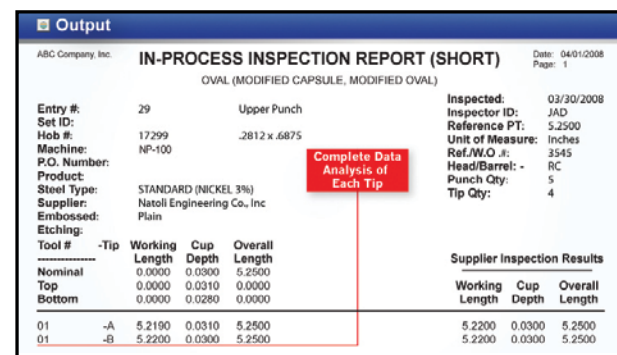 Output
ABC Company, Inc. IN-PROCESS INSPECTION REPORT (SHORT) Date: 04/01/2008
Page: 1
OVAL (MODIFIED CAPSULE, MODIFIED OVAL)
Inspected: 03/30/2008
Entry #: 29 Upper Punch Inspector ID: JAD
Set ID: Reference PT: 5.2500
Hob #: 17299 .2812 x .6875 Unit of Measure: Inches
Machine: NP-100 Ref./W.O .#: 3545
P.O. Number: Head/Barrel: - RC
Product: Punch Qty: 5
Steel Type: STANDARD (NICKEL 3%) Tip Qty: 4
Supplier: Natoli Engineering Co., Inc
Embossed: Plain
Etching:
Complete Data
Analysis of
Each Tip
Tool # -Tip Working Cup Overall
Length Depth Length Supplier Inspection Results
---------------
Nominal 0.0000 0.0300 5.2500
Top 0.0000 0.0310 0.0000 Working Cup Overall
Bottom 0.0000 0.0280 0.0000 Length Depth Length
01 -A 5.2190 0.0310 5.2500 5.2200 0.0300 5.2500
01 -B 5.2200 0.0300 5.2500 5.2200 0.0300 5.2500